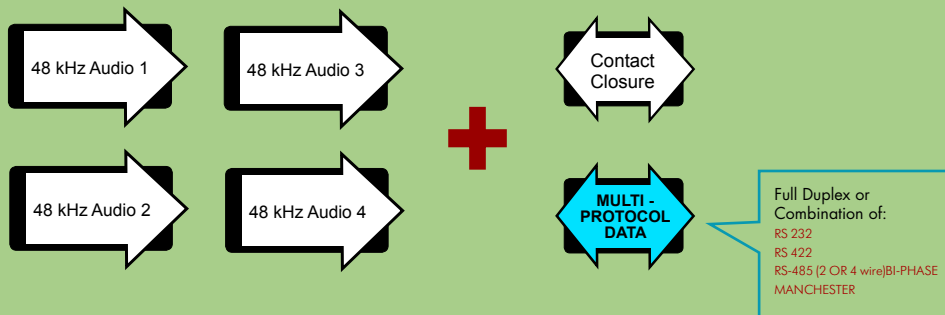 48 kHz Audio 1
48 kHz Audio 3
Contact
Closure
48 kHz Audio 2
48 kHz Audio 4
MULTI -
PROTOCOL
DATA
Full Duplex or
Combination of:
RS 232
RS 422
RS-485 (2 OR 4 wire)BI-PHASE
MANCHESTER